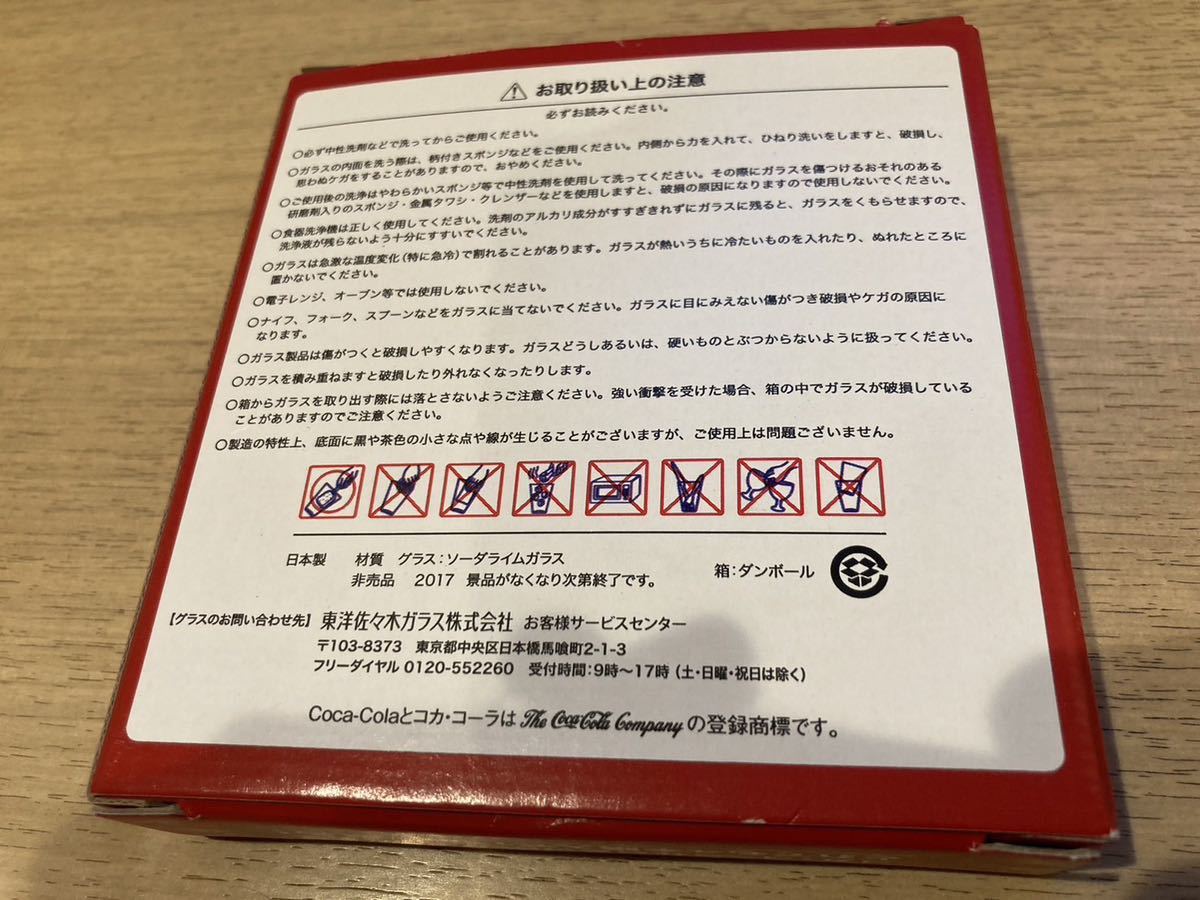 ⚠ お取り扱い上の注意
必ずお読みください。
○必ず中性洗剤などで洗ってからご使用ください。
○ガラスの内面を洗う際は、柄付きスポンジなどをご使用ください。内側から力を入れて、ひねり洗いをしますと、破損し、
思わぬケガをすることがありますので、おやめください。
○ご使用後の洗浄はやわらかいスポンジ等で中性洗剤を使用して洗ってください。その際にガラスを傷つけるおそれのある
研磨剤入りのスポンジ・金属タワシ・クレンザーなどを使用しますと、破損の原因になりますので使用しないでください。
○食器洗浄機は正しく使用してください。洗剤のアルカリ成分がすすぎきれずにガラスに残ると、ガラスをくもらせますので、
洗浄液が残らないよう十分にすすいでください。
○ガラスは急激な温度変化(特に急冷)で割れることがあります。ガラスが熱いうちに冷たいものを入れたり、ぬれたところに
置かないでください。
○電子レンジ、オーブン等では使用しないでください。
○ナイフ、フォーク、スプーンなどをガラスに当てないでください。ガラスに目にみえない傷がつき破損やケガの原因に
なります。
○ガラス製品は傷がつくと破損しやすくなります。ガラスどうしあるいは、硬いものとぶつからないように扱ってください。
○ガラスを積み重ねますと破損したり外れなくなったりします。
○箱からガラスを取り出す際には落とさないようご注意ください。強い衝撃を受けた場合、箱の中でガラスが破損している
ことがありますのでご注意ください。
○製造の特性上、底面に黒や茶色の小さな点や線が生じることがございますが、ご使用上は問題ございません。
日本製 材質 グラス:ソーダライムガラス
非売品 2017 景品がなくなり次第終了です。
箱:ダンボール
【グラスのお問い合わせ先】 東洋佐々木ガラス株式会社 お客様サービスセンター
〒103-8373 東京都中央区日本橋馬喰町2-1-3
フリーダイヤル 0120-552260 受付時間:9時〜17時(土・日曜・祝日は除く)
Coca-Colaとコカ・コーラは The Coca-Cola Company の登録商標です。